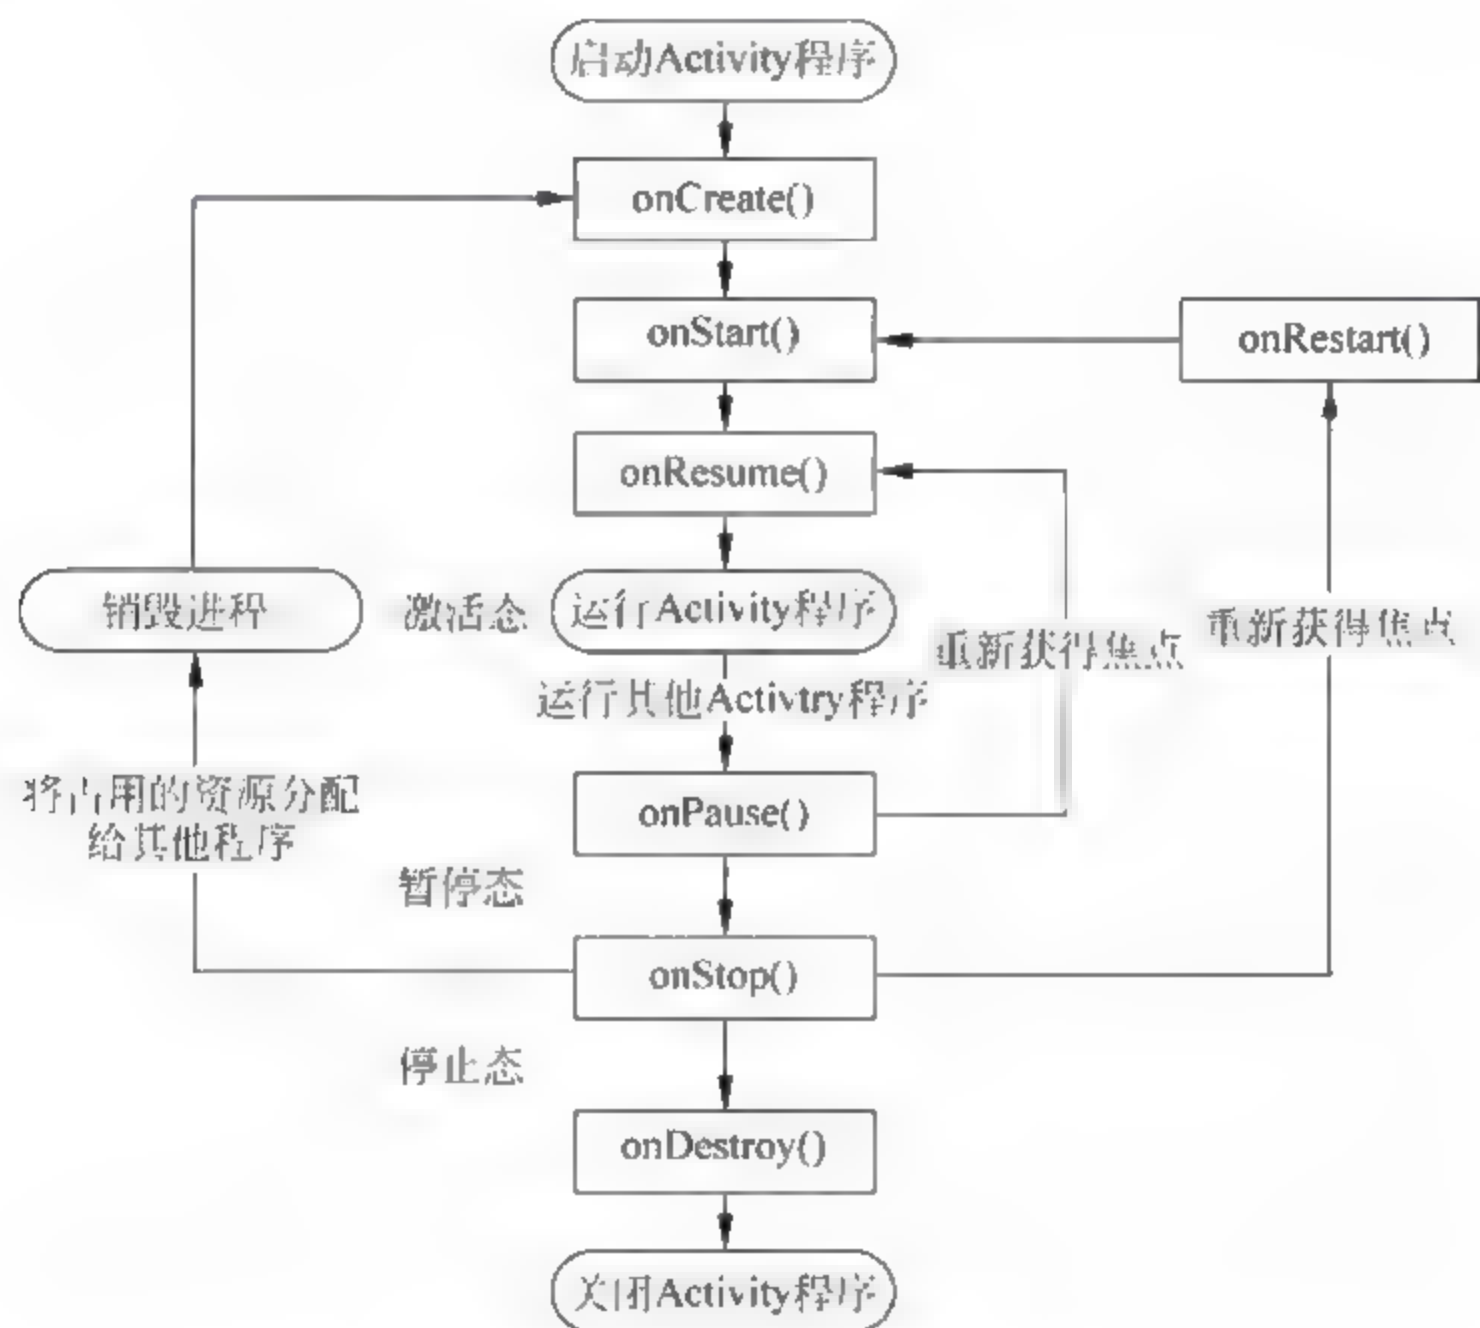 启动Activity程序
onCreate()
onStart()
onRestart()
onResume()
销毁进程
激活态
运行Activity程序
重新获得焦点
重新获得焦点
运行其他Activtry程序
将占用的资源分配
给其他程序
onPause()
暂停态
onStop()
停止态
onDestroy()
关闭Activity程序